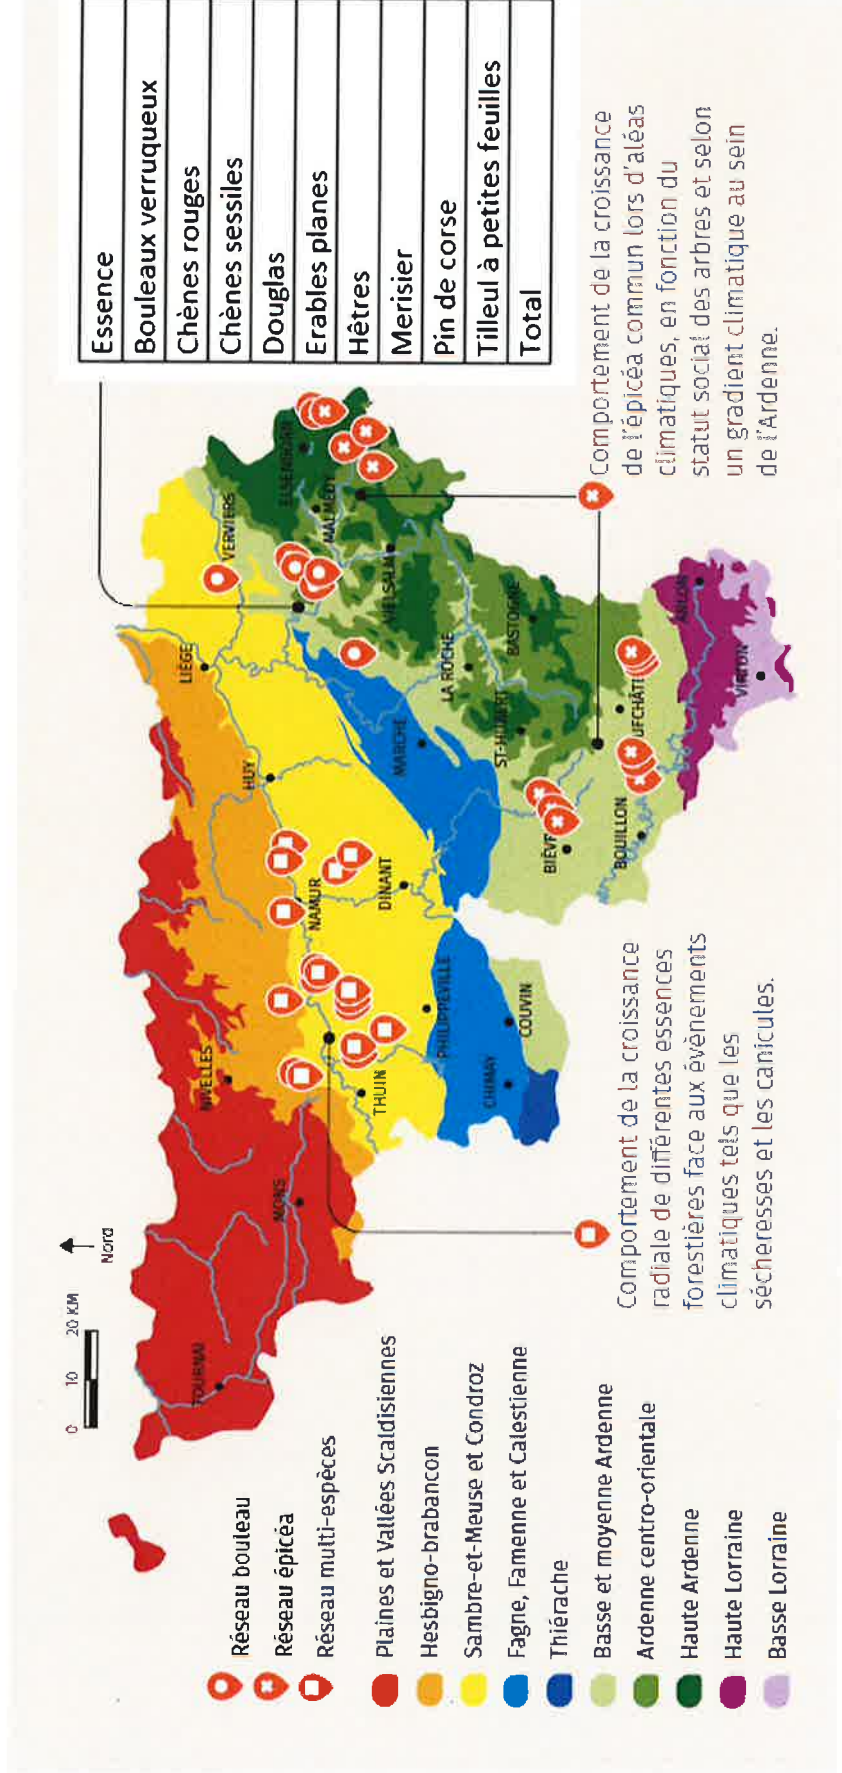 Essence
Bouleaux verruqueux
Chènes rouges
Chènes sessiles
Douglas
Erables planes
Hêtres
Merisier
Pin de corse
Tilleul à petites feuilles
Total
0 10 20 KM
Nord
TOURNAI
MONS
NIVELLES
THUIN
CHIMAY
COUVIN
PHILIPPEVILLE
NAMUR
DINANT
HUY
LIÈGE
VERVIERS
MALMEDY
ELSENBORN
VIELSALM
MARCHE
LA ROCHE
BASTOGNE
ST-HUBERT
BIÈVRE
BOUILLON
UFCHÂT
ARLON
VIRTON
Réseau bouleau
Réseau épicéa
Réseau multi-espèces
Plaines et Vallées Scaldisiennes
Hesbigno-brabancon
Sambre-et-Meuse et Condroz
Fagne, Famenne et Calestienne
Thiérache
Basse et moyenne Ardenne
Ardenne centro-orientale
Haute Ardenne
Haute Lorraine
Basse Lorraine
Comportement de la croissance
radiale de différentes essences
forestières face aux évènements
climatiques tels que les
sécheresses et les canicules.
Comportement de la croissance
de l'épicéa commun lors d'aléas
climatiques, en fonction du
statut social des arbres et selon
un gradient climatique au sein
de l'Ardenne.